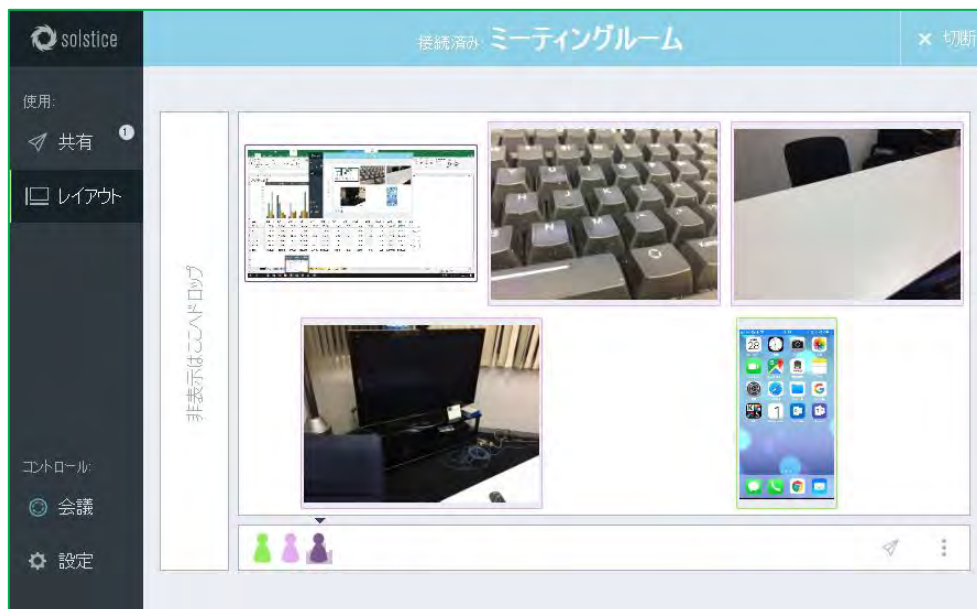 solstice
接続済み ミーティングルーム
× 切断
使用:
共有 1
レイアウト
非表示はここへドロップ
コントロール:
会議
設定